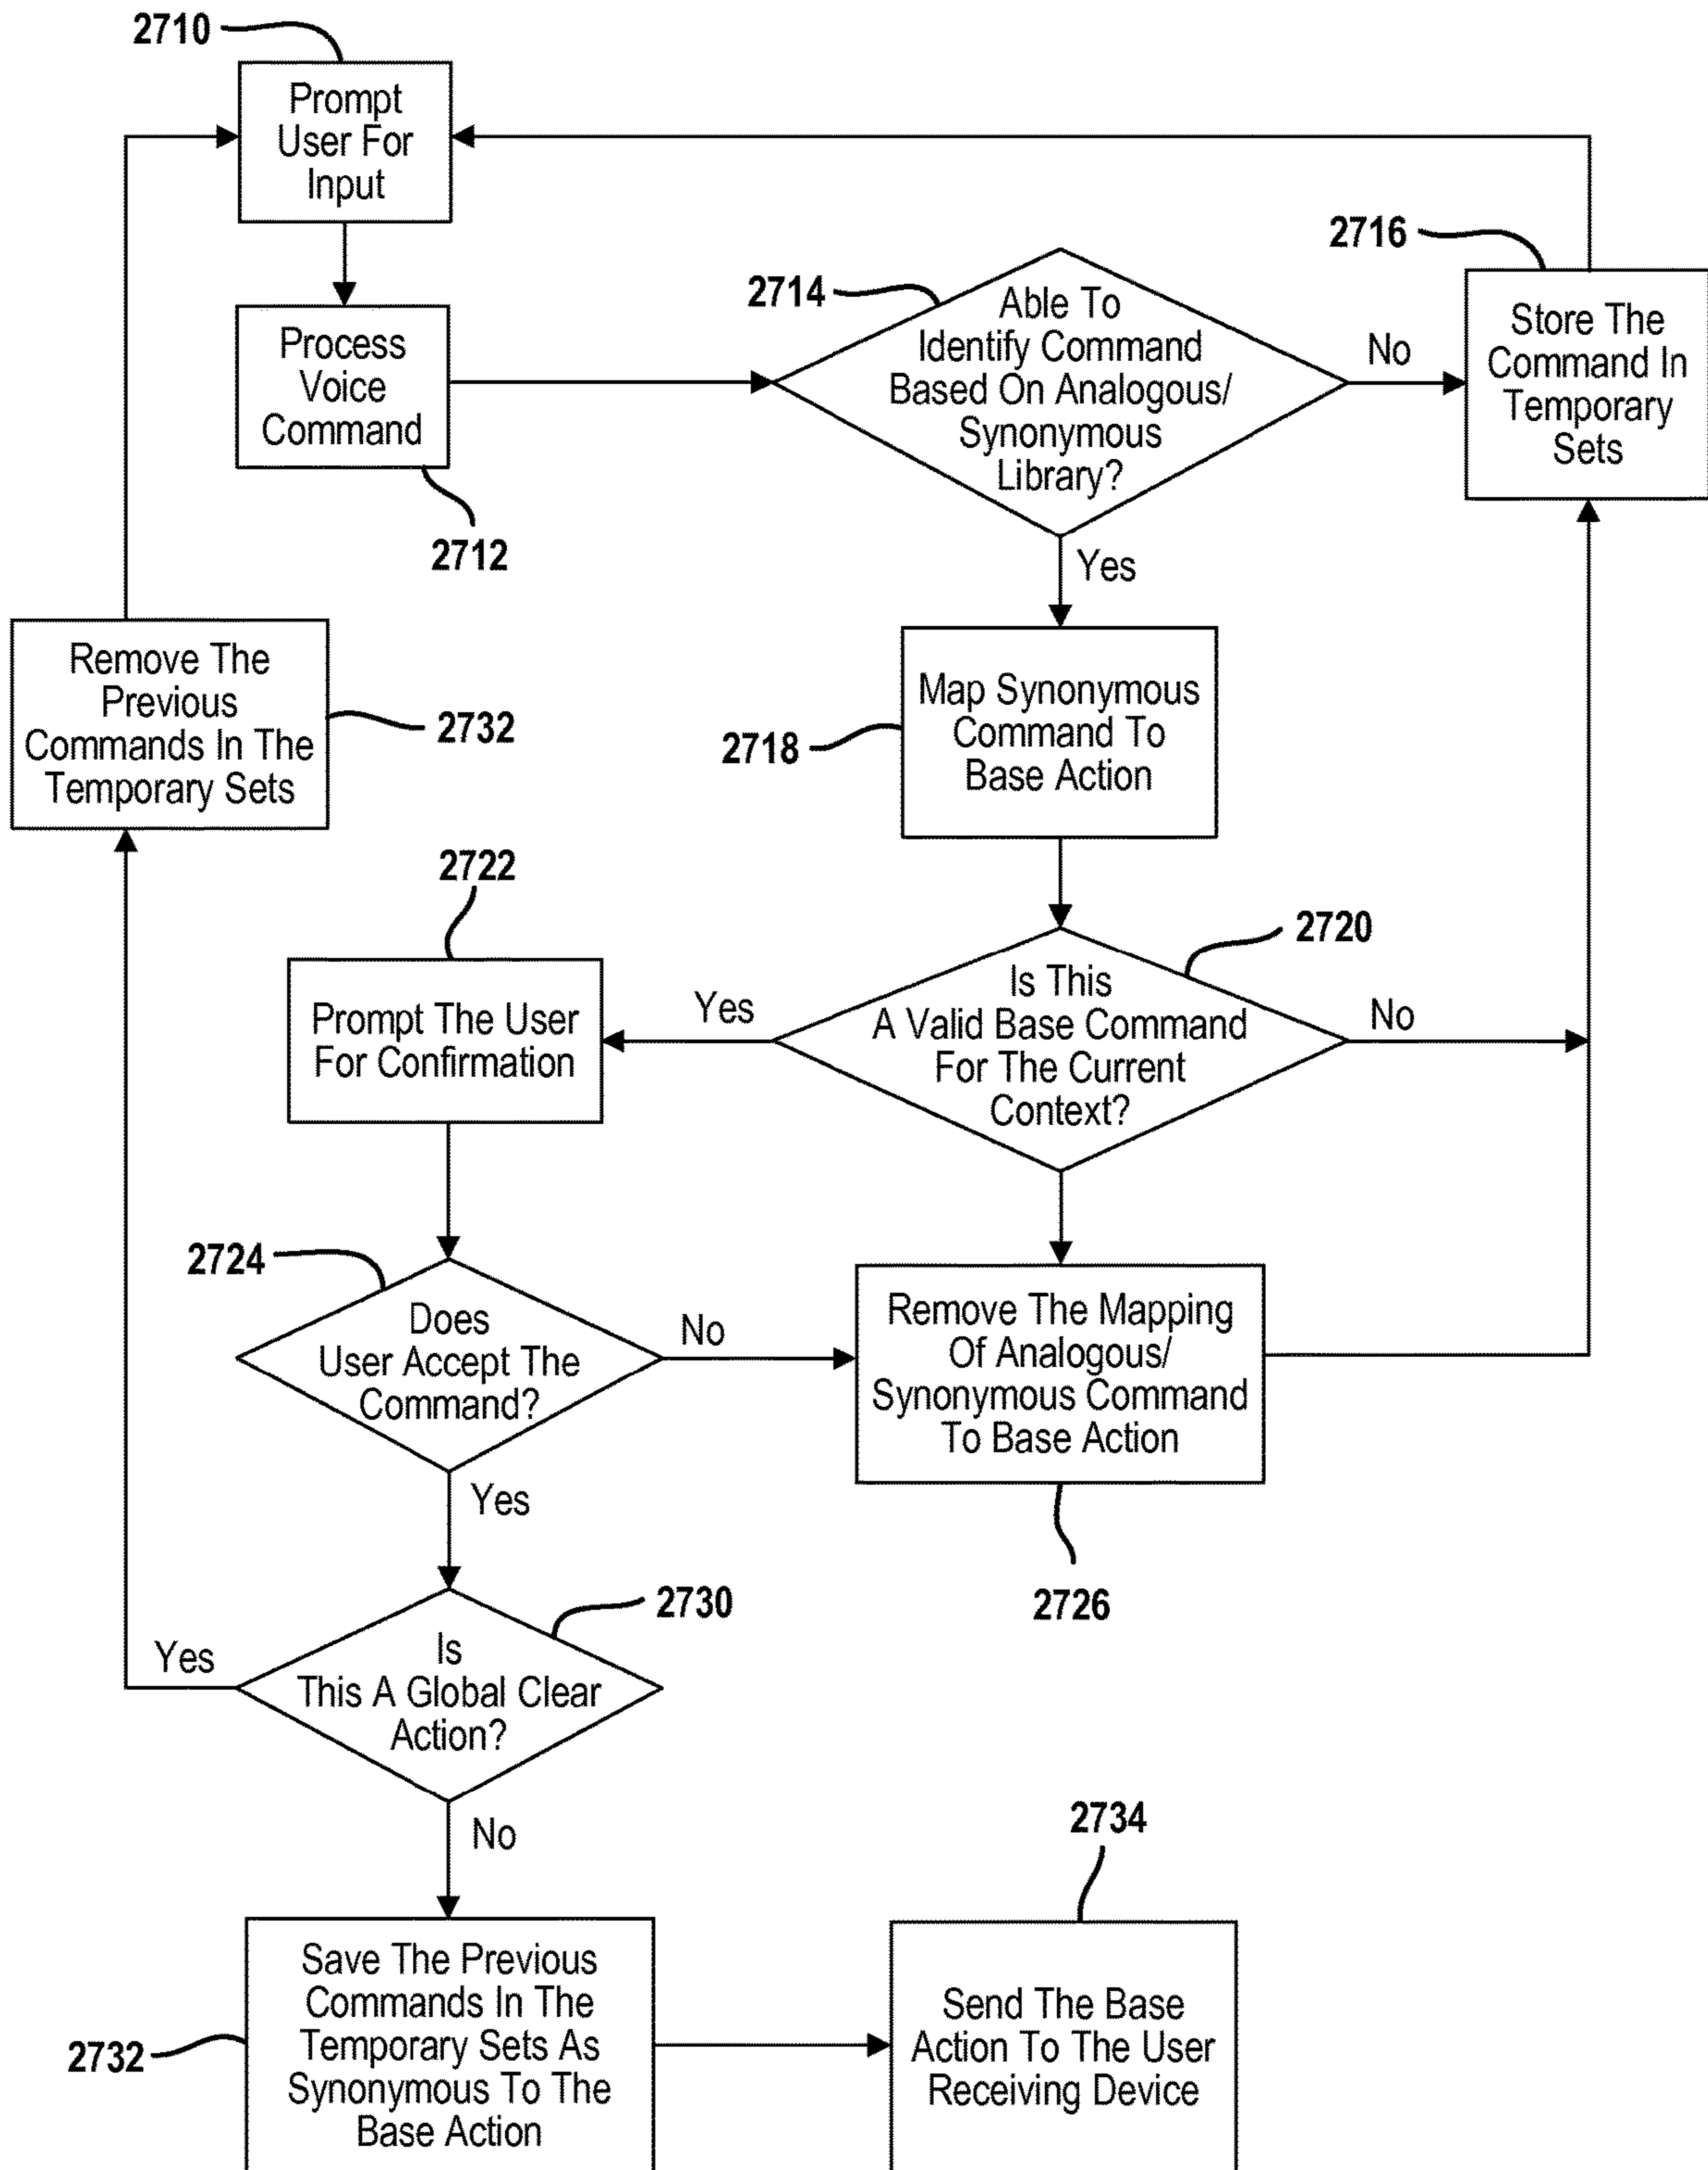 2710
Prompt
User For
Input
Process
Voice
Command
2712
2714
Able To
Identify Command
Based On Analogous/
Synonymous
Library?
No
2716
Store The
Command In
Temporary
Sets
Yes
Remove The
Previous
Commands In The
Temporary Sets
2732
2718
Map Synonymous
Command To
Base Action
2722
Prompt The User
For Confirmation
Yes
2720
Is This
A Valid Base Command
For The Current
Context?
No
2724
Does
User Accept The
Command?
No
Remove The Mapping
Of Analogous/
Synonymous Command
To Base Action
2726
Yes
2730
Is
This A Global Clear
Action?
Yes
No
2732
Save The Previous
Commands In The
Temporary Sets As
Synonymous To The
Base Action
2734
Send The Base
Action To The User
Receiving Device